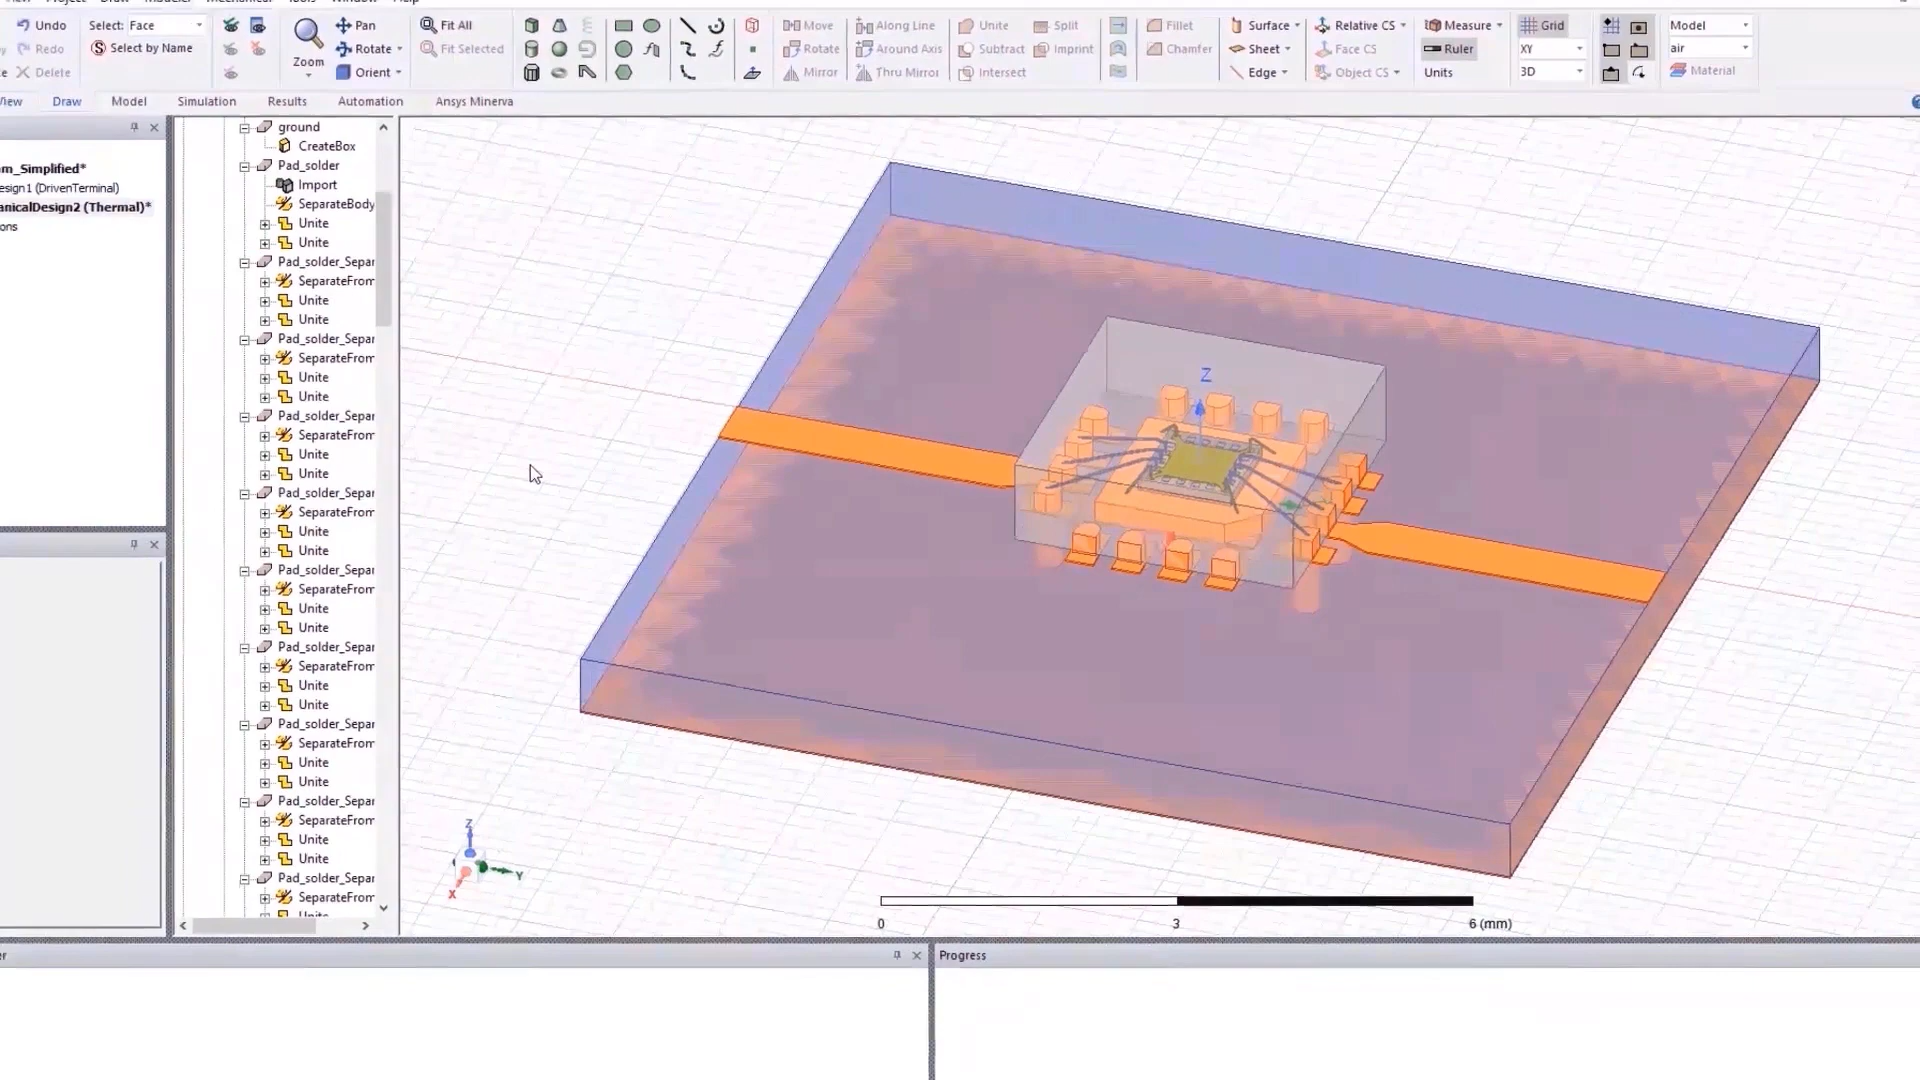 Undo
Select: Face
Pan
Fit All
Move
Along Line
Unite
Split
Fillet
Surface
Relative CS
Measure
Grid
Model
Redo
Select by Name
Rotate
Fit Selected
Rotate
Around Axis
Subtract
Imprint
Chamfer
Sheet
Face CS
Ruler
XY
air
Delete
Zoom
Orient
Mirror
Thru Mirror
Intersect
Edge
Object CS
Units
3D
Material
View
Draw
Model
Simulation
Results
Automation
Ansys Minerva
m_Simplified*
esign1 (DrivenTerminal)
anicalDesign2 (Thermal)*
ons
ground
CreateBox
Pad_solder
Import
SeparateBody
Unite
Unite
Pad_solder_Separ
SeparateFrom
Unite
Unite
Pad_solder_Separ
SeparateFrom
Unite
Unite
Pad_solder_Separ
SeparateFrom
Unite
Unite
Pad_solder_Separ
SeparateFrom
Unite
Unite
Pad_solder_Separ
SeparateFrom
Unite
Unite
Pad_solder_Separ
SeparateFrom
Unite
Unite
Pad_solder_Separ
SeparateFrom
Unite
Unite
Pad_solder_Separ
SeparateFrom
Unite
Unite
Pad_solder_Separ
SeparateFrom
Unite
Z
Z
Y
X
0 3 6 (mm)
er
Progress